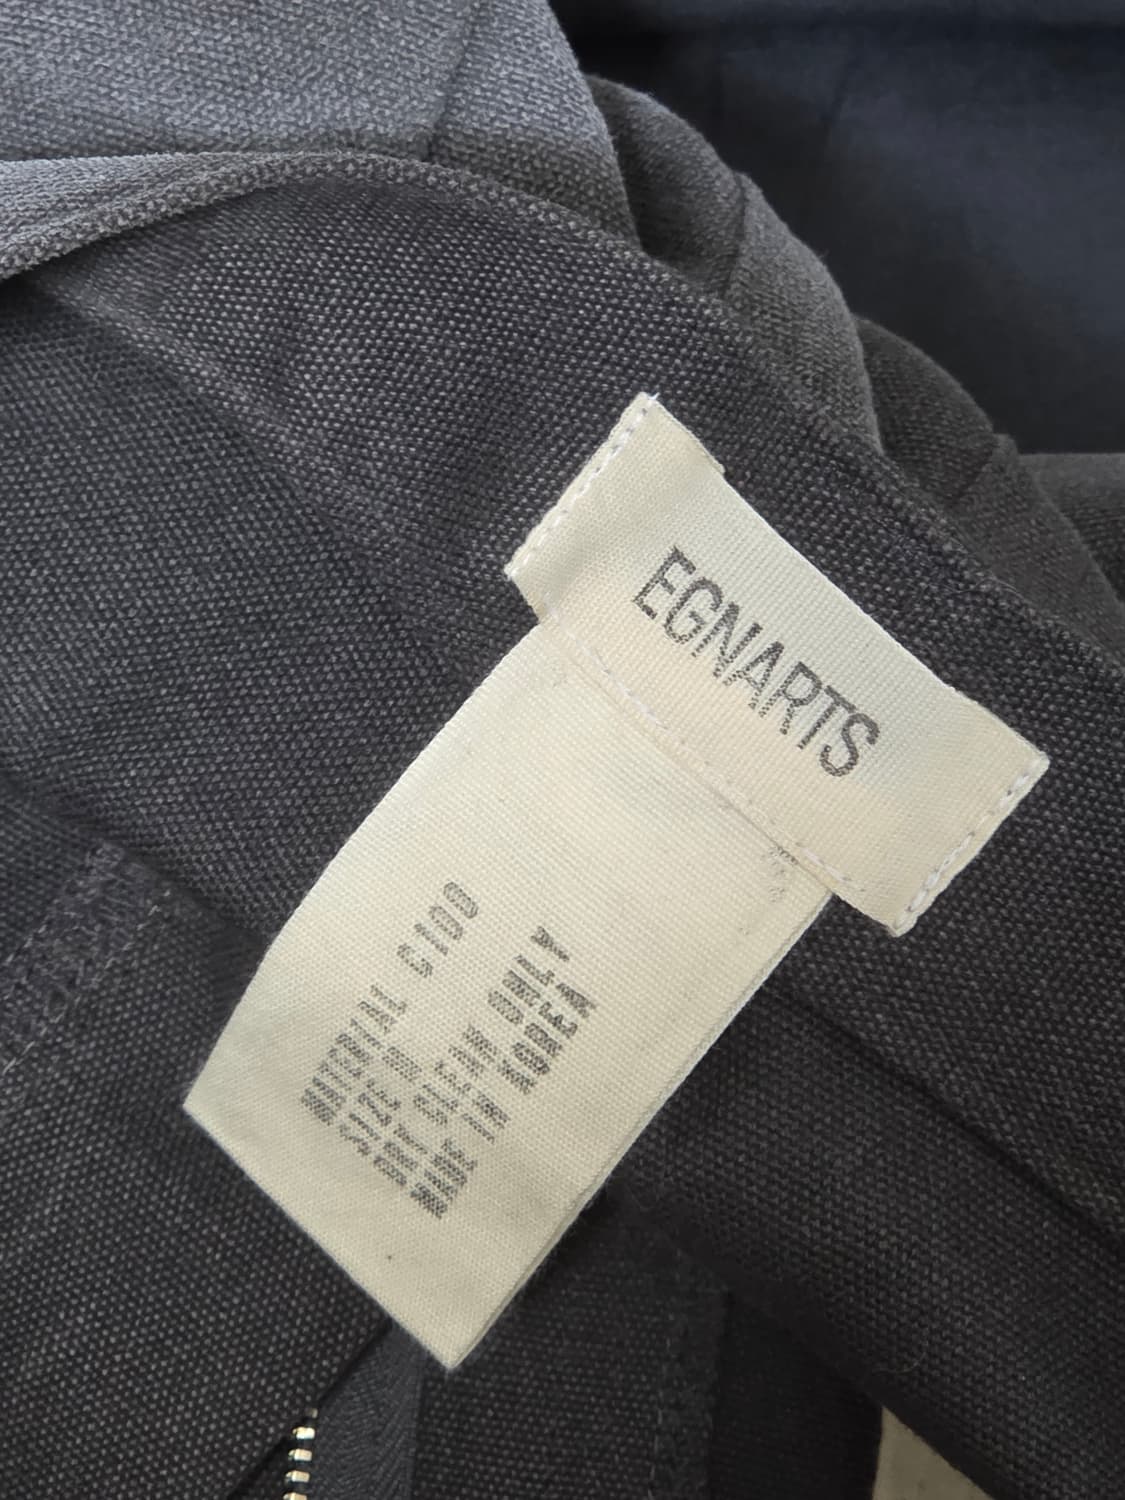 EGNARTS
MATERIAL C100
SIZE M
DRY CLEAN ONLY
MADE IN KOREA